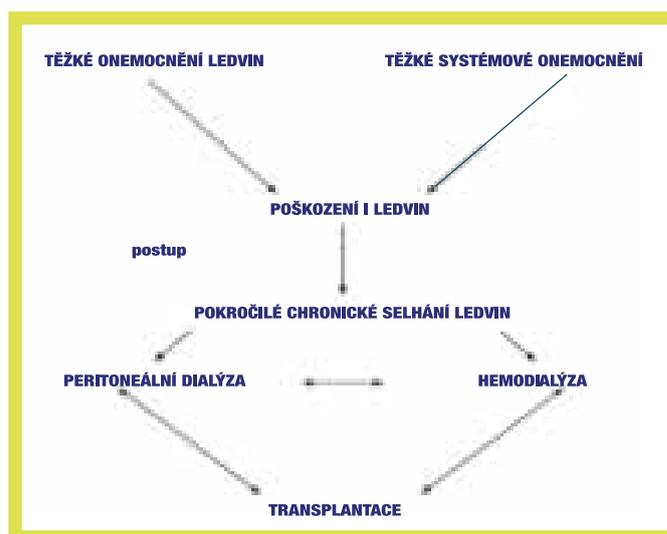 TĚŽKÉ ONEMOCNĚNÍ LEDVIN
TĚŽKÉ SYSTÉMOVÉ ONEMOCNĚNÍ
POŠKOZENÍ I LEDVIN
postup
POKROČILÉ CHRONICKÉ SELHÁNÍ LEDVIN
PERITONEÁLNÍ DIALÝZA
HEMODIALÝZA
TRANSPLANTACE